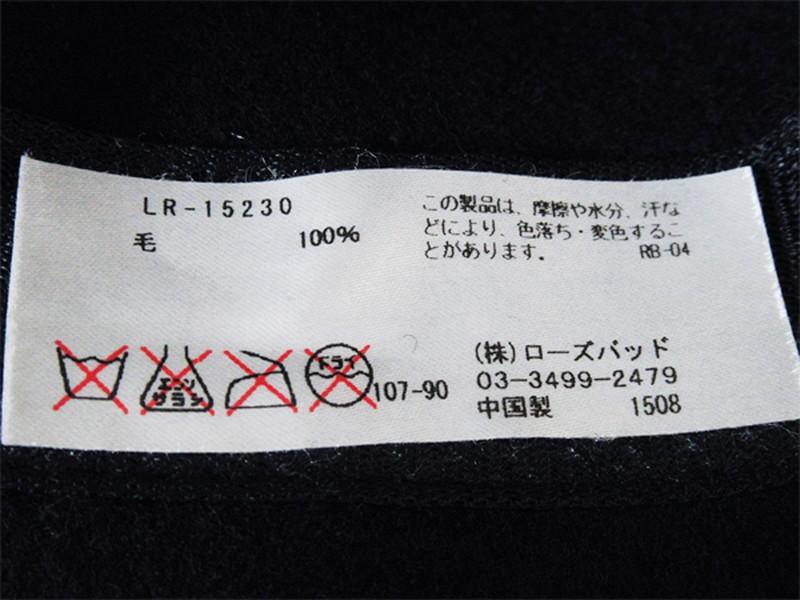 LR-15230
毛 100%
この製品は、摩擦や水分、汗な
どにより、色落ち・変色するこ
とがあります。 RB-04
エンソ
サラシ
ドライ
107-90
(株)ローズバッド
03-3499-2479
中国製 1508